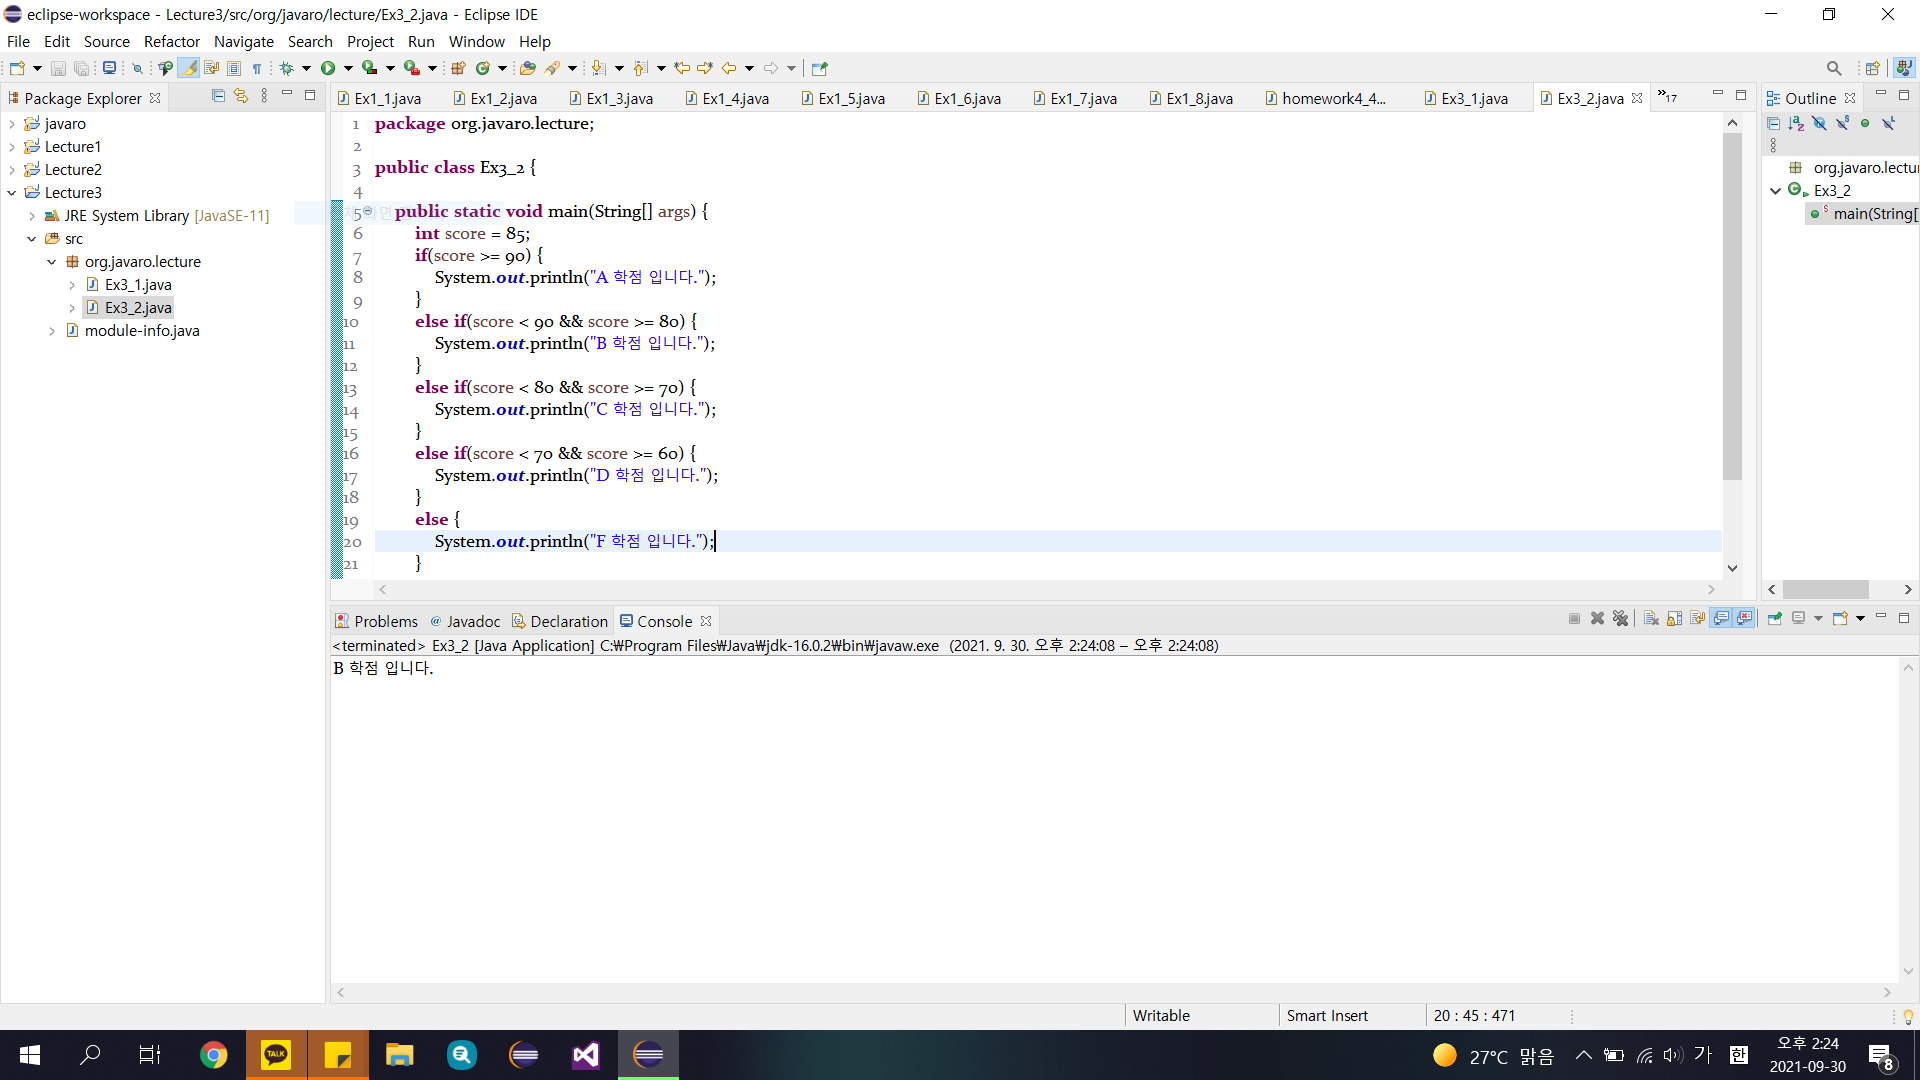 eclipse-workspace - Lecture3/src/org/javaro/lecture/Ex3_2.java - Eclipse IDE
File Edit Source Refactor Navigate Search Project Run Window Help
Package Explorer
javaro
Lecture1
Lecture2
Lecture3
JRE System Library [JavaSE-11]
src
org.javaro.lecture
Ex3_1.java
Ex3_2.java
module-info.java
Ex1_1.java Ex1_2.java Ex1_3.java Ex1_4.java Ex1_5.java Ex1_6.java Ex1_7.java Ex1_8.java homework4_4... Ex3_1.java Ex3_2.java »17
1 package org.javaro.lecture;
2
3 public class Ex3_2 {
4
5 public static void main(String[] args) {
6 int score = 85;
7 if(score >= 90) {
8 System.out.println("A 학점 입니다.");
9 }
10 else if(score < 90 && score >= 80) {
11 System.out.println("B 학점 입니다.");
12 }
13 else if(score < 80 && score >= 70) {
14 System.out.println("C 학점 입니다.");
15 }
16 else if(score < 70 && score >= 60) {
17 System.out.println("D 학점 입니다.");
18 }
19 else {
20 System.out.println("F 학점 입니다.");
21 }
Outline
org.javaro.lectu
Ex3_2
main(String[
Problems @ Javadoc Declaration Console
<terminated> Ex3_2 [Java Application] C:₩Program Files₩Java₩jdk-16.0.2₩bin₩javaw.exe (2021. 9. 30. 오후 2:24:08 – 오후 2:24:08)
B 학점 입니다.
Writable Smart Insert 20 : 45 : 471
TALK
27°C 맑음 가 한 오후 2:24
2021-09-30
8